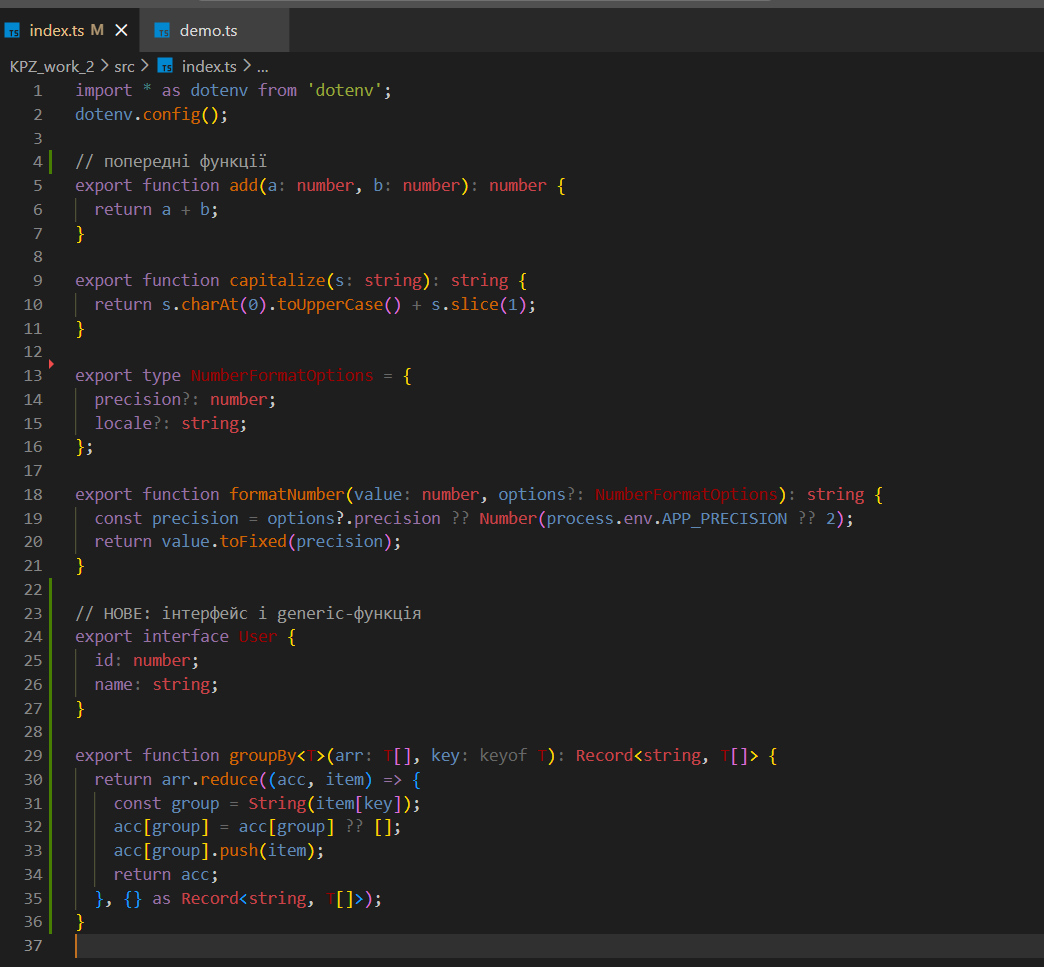 index.ts M
demo.ts
KPZ_work_2 > src > TS index.ts > ...
1 import * as dotenv from 'dotenv';
2 dotenv.config();
3
4 // попередні функції
5 export function add(a: number, b: number): number {
6   return a + b;
7 }
8
9 export function capitalize(s: string): string {
10   return s.charAt(0).toUpperCase() + s.slice(1);
11 }
12
13 export type NumberFormatOptions = {
14   precision?: number;
15   locale?: string;
16 };
17
18 export function formatNumber(value: number, options?: NumberFormatOptions): string {
19   const precision = options?.precision ?? Number(process.env.APP_PRECISION ?? 2);
20   return value.toFixed(precision);
21 }
22
23 // НОВЕ: інтерфейс і generic-функція
24 export interface User {
25   id: number;
26   name: string;
27 }
28
29 export function groupBy<T>(arr: T[], key: keyof T): Record<string, T[]> {
30   return arr.reduce((acc, item) => {
31     const group = String(item[key]);
32     acc[group] = acc[group] ?? [];
33     acc[group].push(item);
34     return acc;
35   }, {} as Record<string, T[]>);
36 }
37